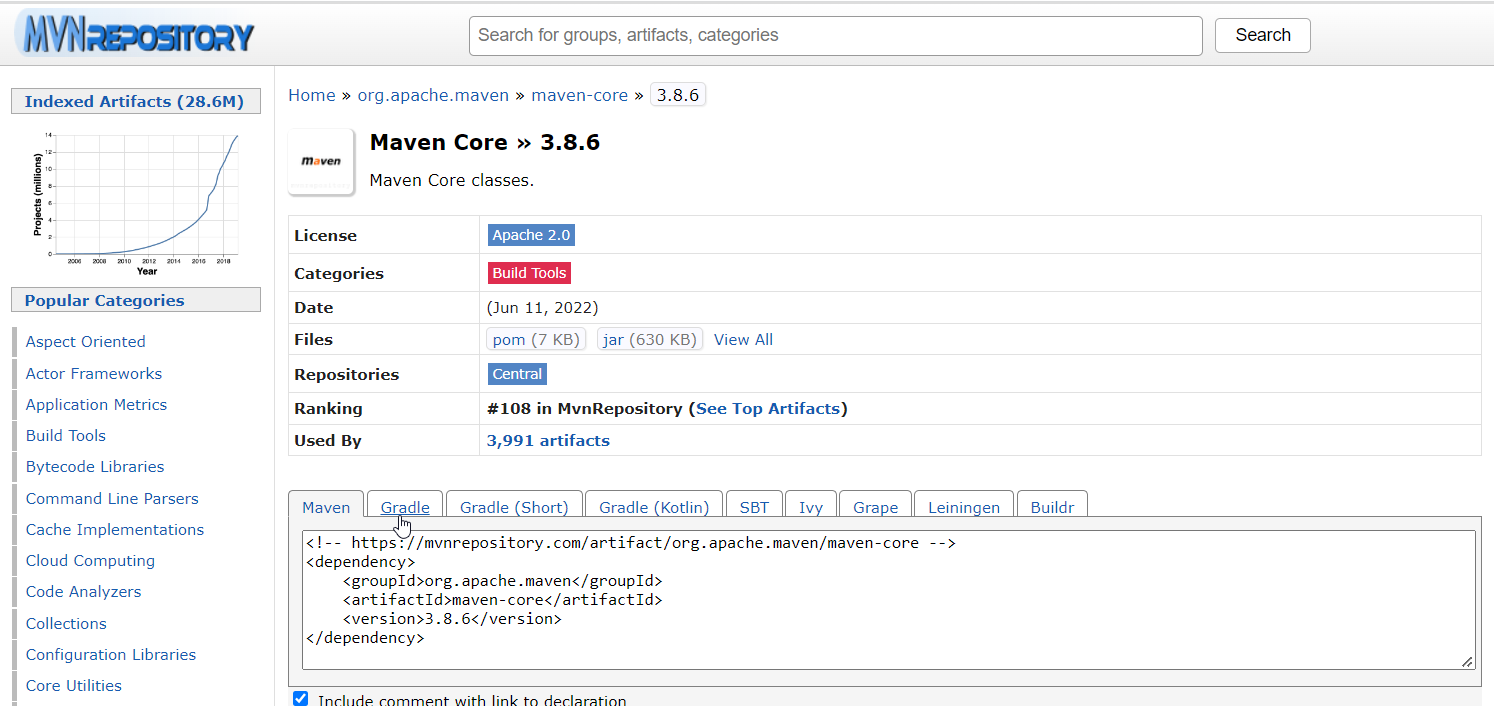 MVNREPOSITORY
Search for groups, artifacts, categories
Search
Indexed Artifacts (28.6M)
Projects (millions)
14
12
10
8
6
4
2
0
2006 2008 2010 2012 2014 2016 2018
Year
Popular Categories
Aspect Oriented
Actor Frameworks
Application Metrics
Build Tools
Bytecode Libraries
Command Line Parsers
Cache Implementations
Cloud Computing
Code Analyzers
Collections
Configuration Libraries
Core Utilities
Home » org.apache.maven » maven-core » 3.8.6
maven
Maven Core » 3.8.6
Maven Core classes.
License Apache 2.0
Categories Build Tools
Date (Jun 11, 2022)
Files pom (7 KB) jar (630 KB) View All
Repositories Central
Ranking #108 in MvnRepository (See Top Artifacts)
Used By 3,991 artifacts
Maven Gradle Gradle (Short) Gradle (Kotlin) SBT Ivy Grape Leiningen Buildr
<!-- https://mvnrepository.com/artifact/org.apache.maven/maven-core -->
<dependency>
    <groupId>org.apache.maven</groupId>
    <artifactId>maven-core</artifactId>
    <version>3.8.6</version>
</dependency>
Include comment with link to declaration